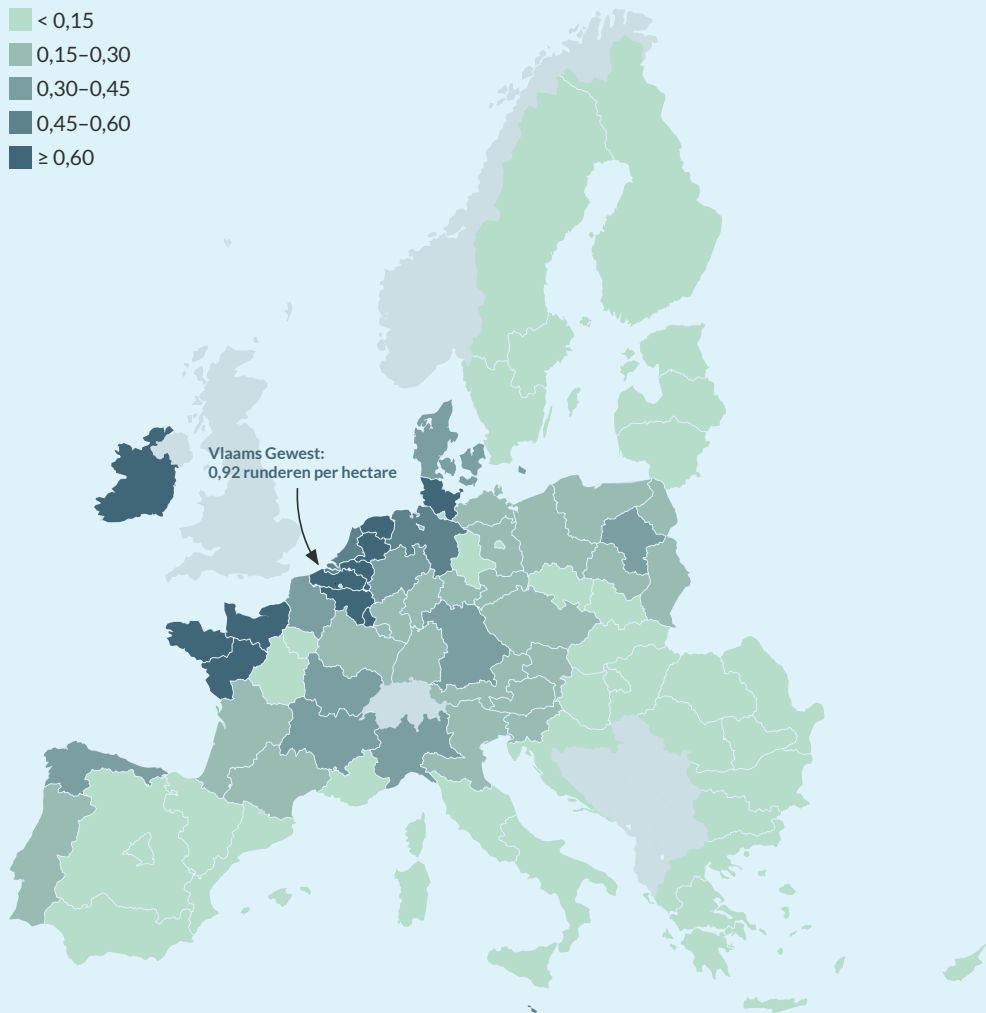 < 0,15
0,15–0,30
0,30–0,45
0,45–0,60
≥ 0,60
Vlaams Gewest:
0,92 runderen per hectare